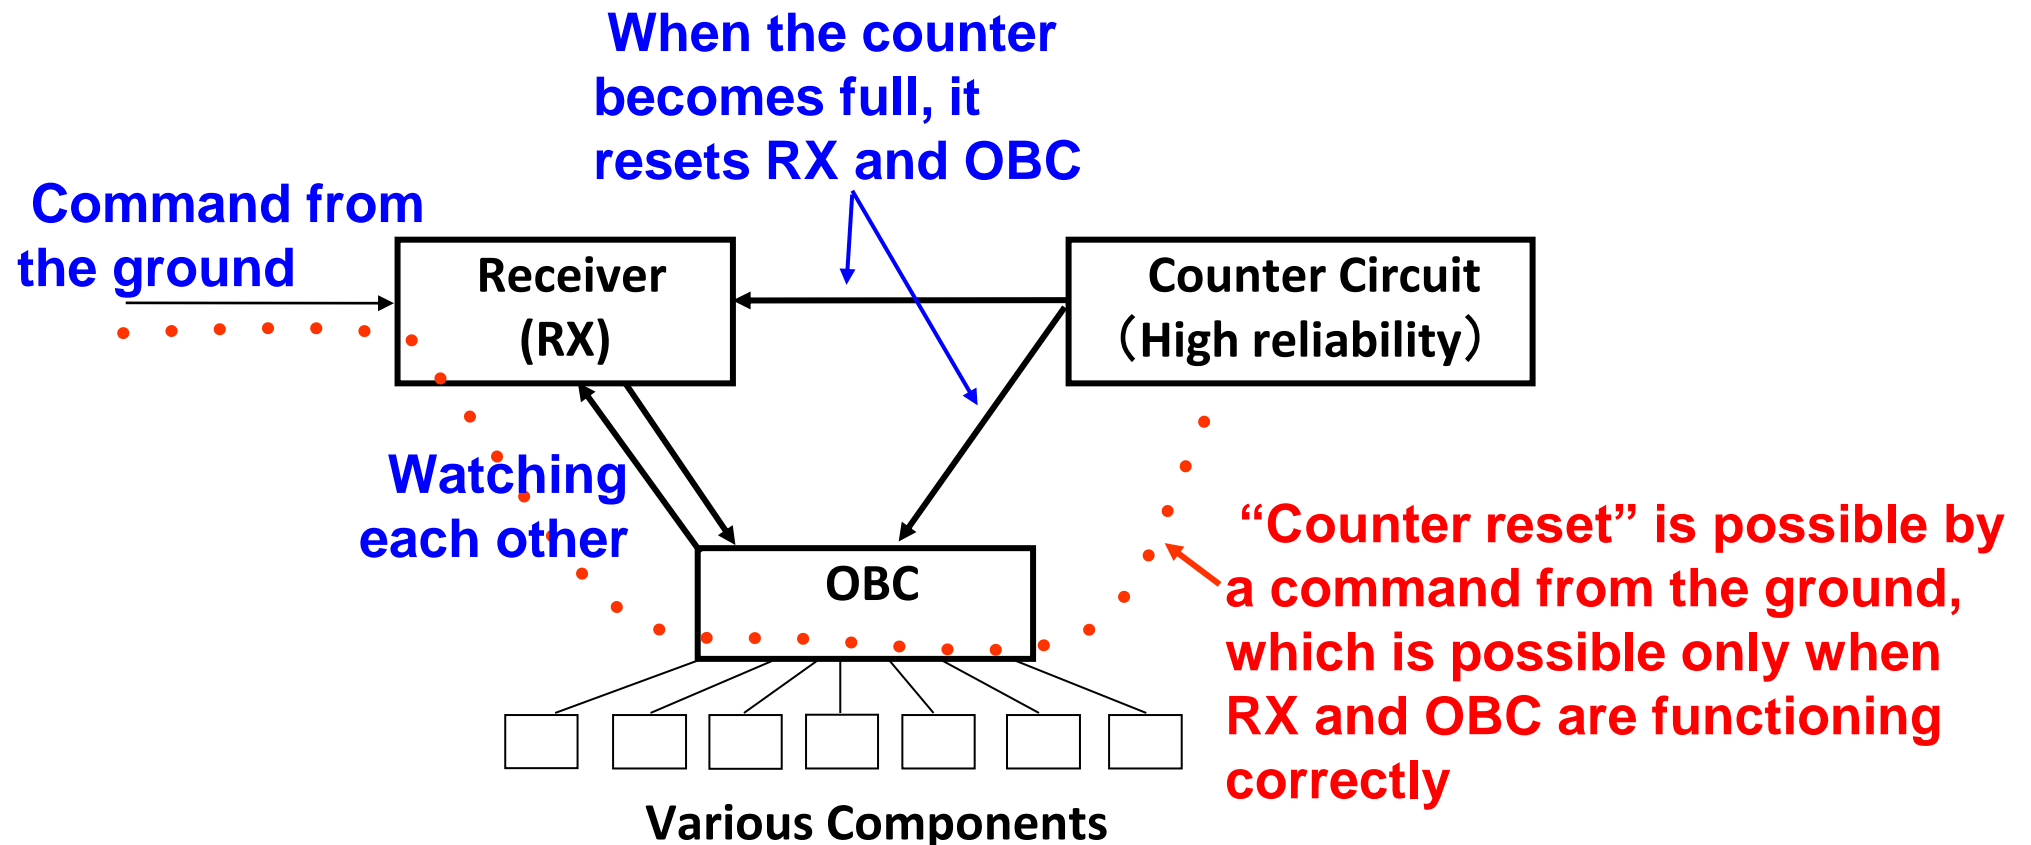 When the counter
becomes full, it
resets RX and OBC
Command from
the ground
Receiver
(RX)
Counter Circuit
（High reliability）
Watching
each other
OBC
“Counter reset” is possible by
a command from the ground,
which is possible only when
RX and OBC are functioning
correctly
Various Components